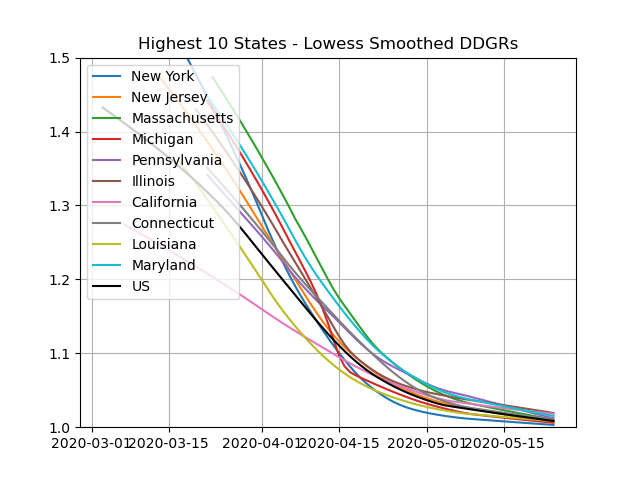 Highest 10 States - Lowess Smoothed DDGRs
1.5
1.4
1.3
1.2
1.1
1.0
New York
New Jersey
Massachusetts
Michigan
Pennsylvania
Illinois
California
Connecticut
Louisiana
Maryland
US
2020-03-01 2020-03-15 2020-04-01 2020-04-15 2020-05-01 2020-05-15